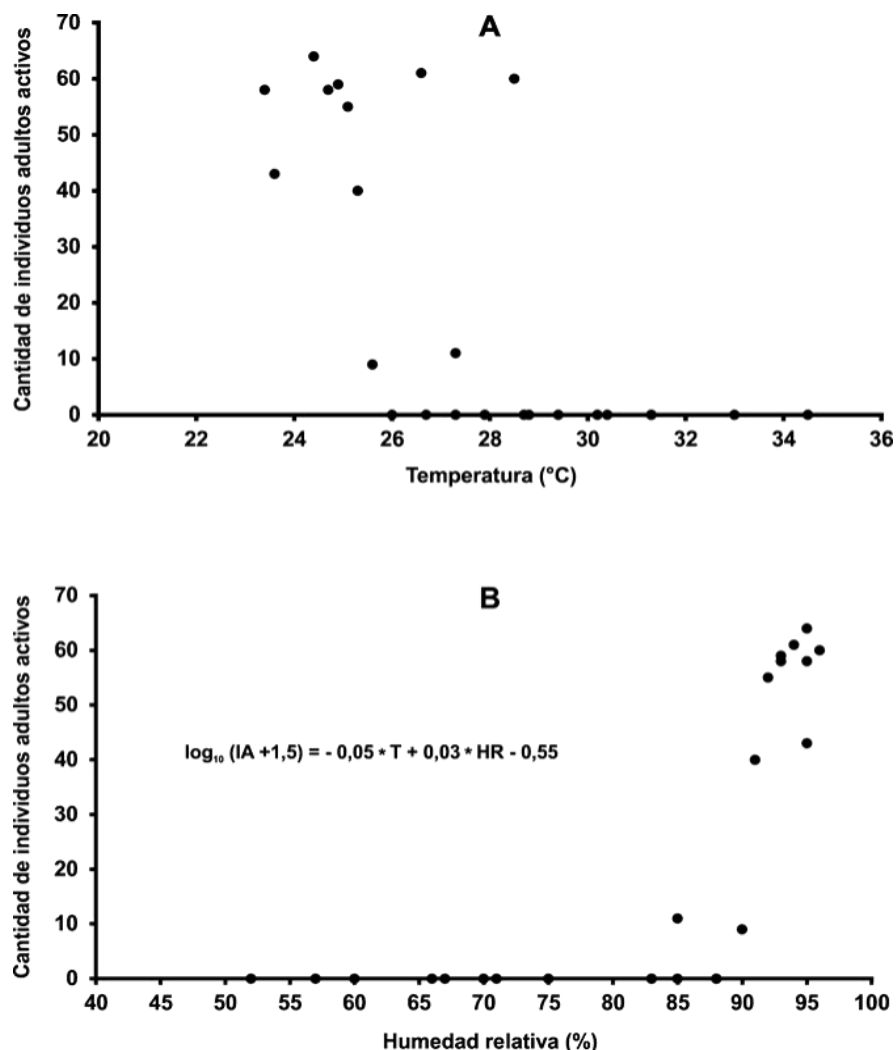 A
Cantidad de individuos adultos activos
70
60
50
40
30
20
10
0
20 22 24 26 28 30 32 34 36
Temperatura (°C)
B
Cantidad de individuos adultos activos
70
60
50
40
30
20
10
0
log₁₀ (IA +1,5) = - 0,05 * T + 0,03 * HR - 0,55
40 45 50 55 60 65 70 75 80 85 90 95 100
Humedad relativa (%)